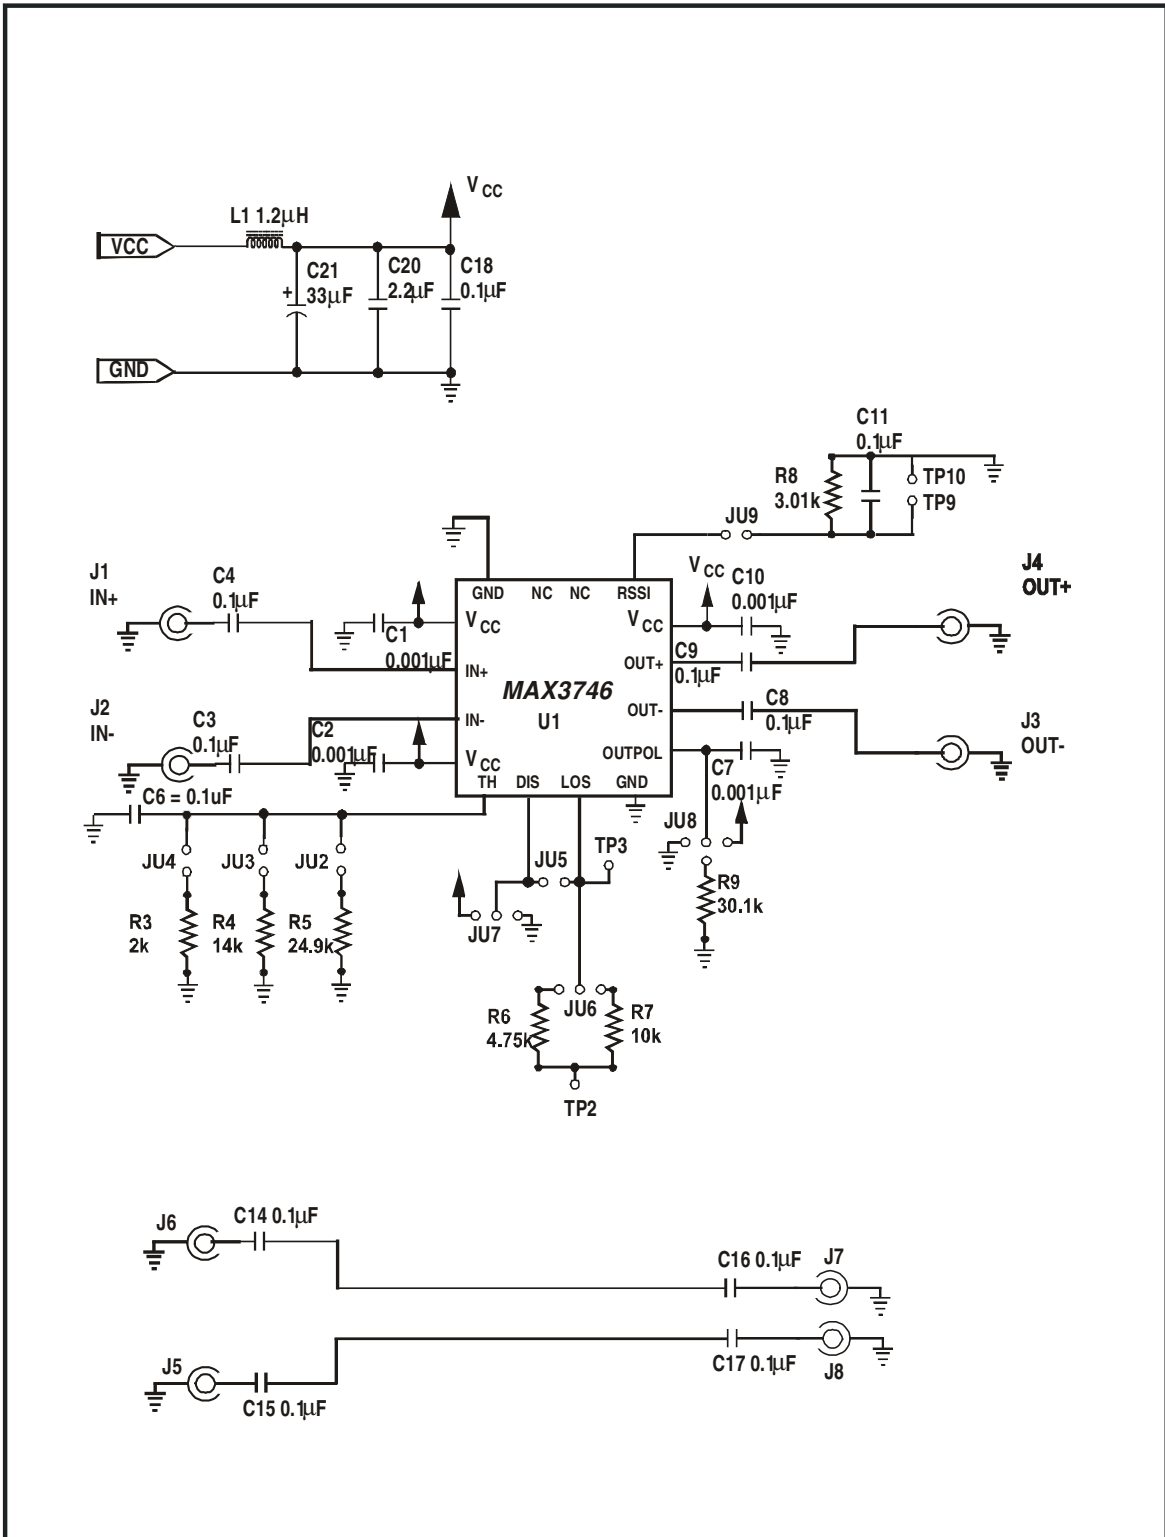 V CC
L1 1.2µH
VCC
C21
33µF
+
C20
2.2µF
C18
0.1µF
GND
C11
0.1µF
R8
3.01k
TP10
TP9
JU9
J1
IN+
C4
0.1µF
C1
0.001µF
GND NC NC RSSI
V CC
V CC
IN+
OUT+
MAX3746
U1
IN-
OUT-
V CC
OUTPOL
TH DIS LOS GND
V CC
C10
0.001µF
C9
0.1µF
J4
OUT+
J2
IN-
C3
0.1µF
C2
0.001µF
C8
0.1µF
J3
OUT-
C7
0.001µF
C6 = 0.1uF
JU4
JU3
JU2
R3
2k
R4
14k
R5
24.9k
JU5
TP3
JU8
JU7
R9
30.1k
R6
4.75k
JU6
R7
10k
TP2
J6
C14 0.1µF
C16 0.1µF
J7
J5
C15 0.1µF
C17 0.1µF
J8